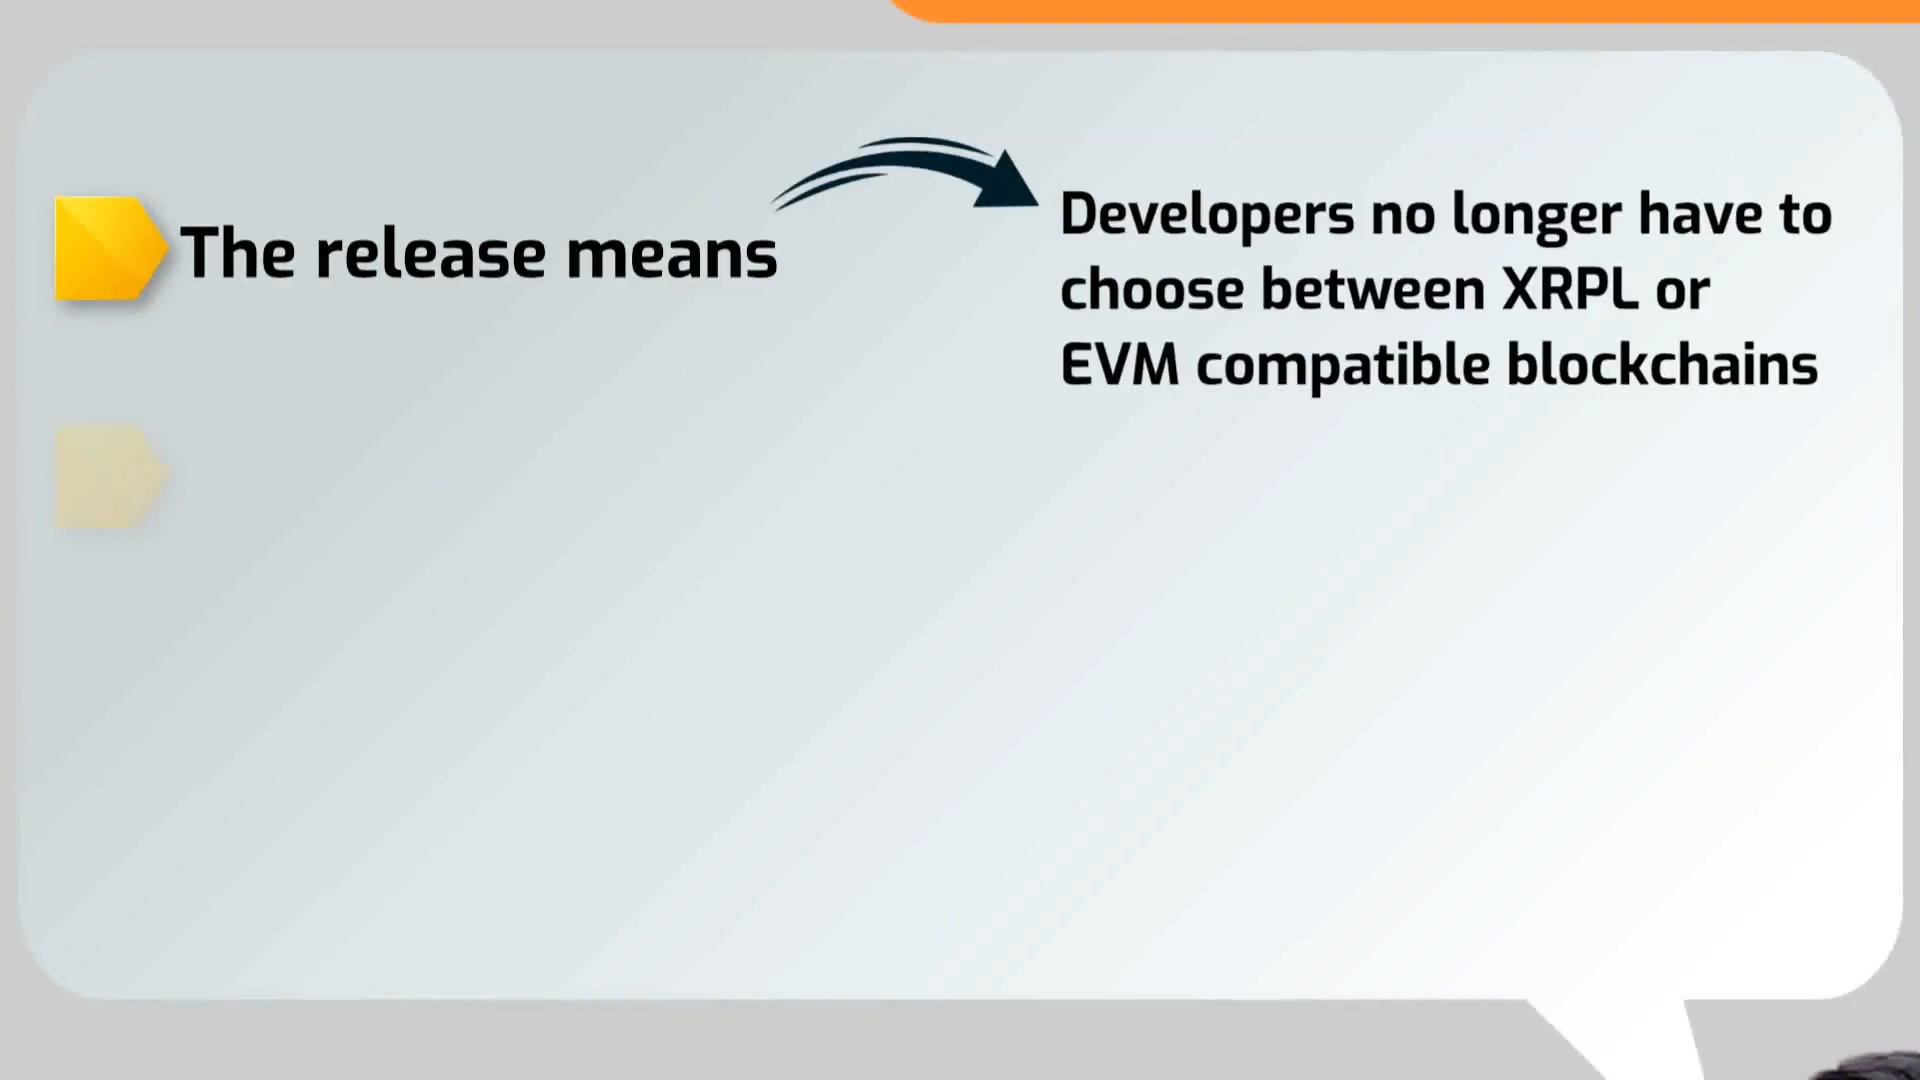 The release means
Developers no longer have to
choose between XRPL or
EVM compatible blockchains